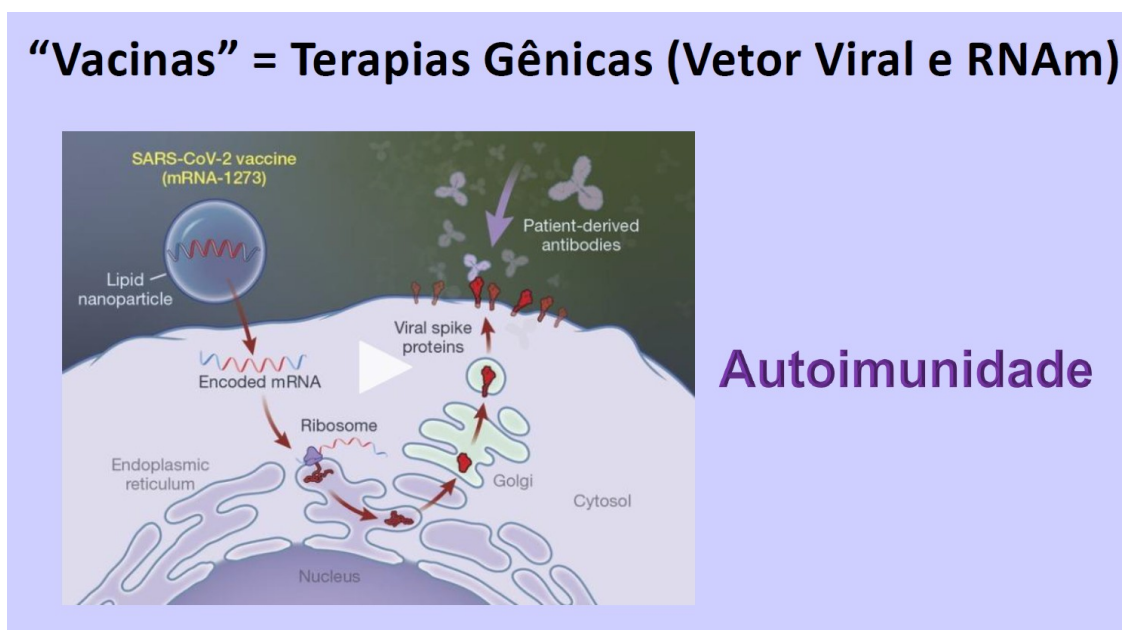 “Vacinas” = Terapias Gênicas (Vetor Viral e RNAm)
SARS-CoV-2 vaccine
(mRNA-1273)
Lipid
nanoparticle
Patient-derived
antibodies
Viral spike
proteins
Encoded mRNA
Autoimunidade
Ribosome
Endoplasmic
reticulum
Golgi
Cytosol
Nucleus